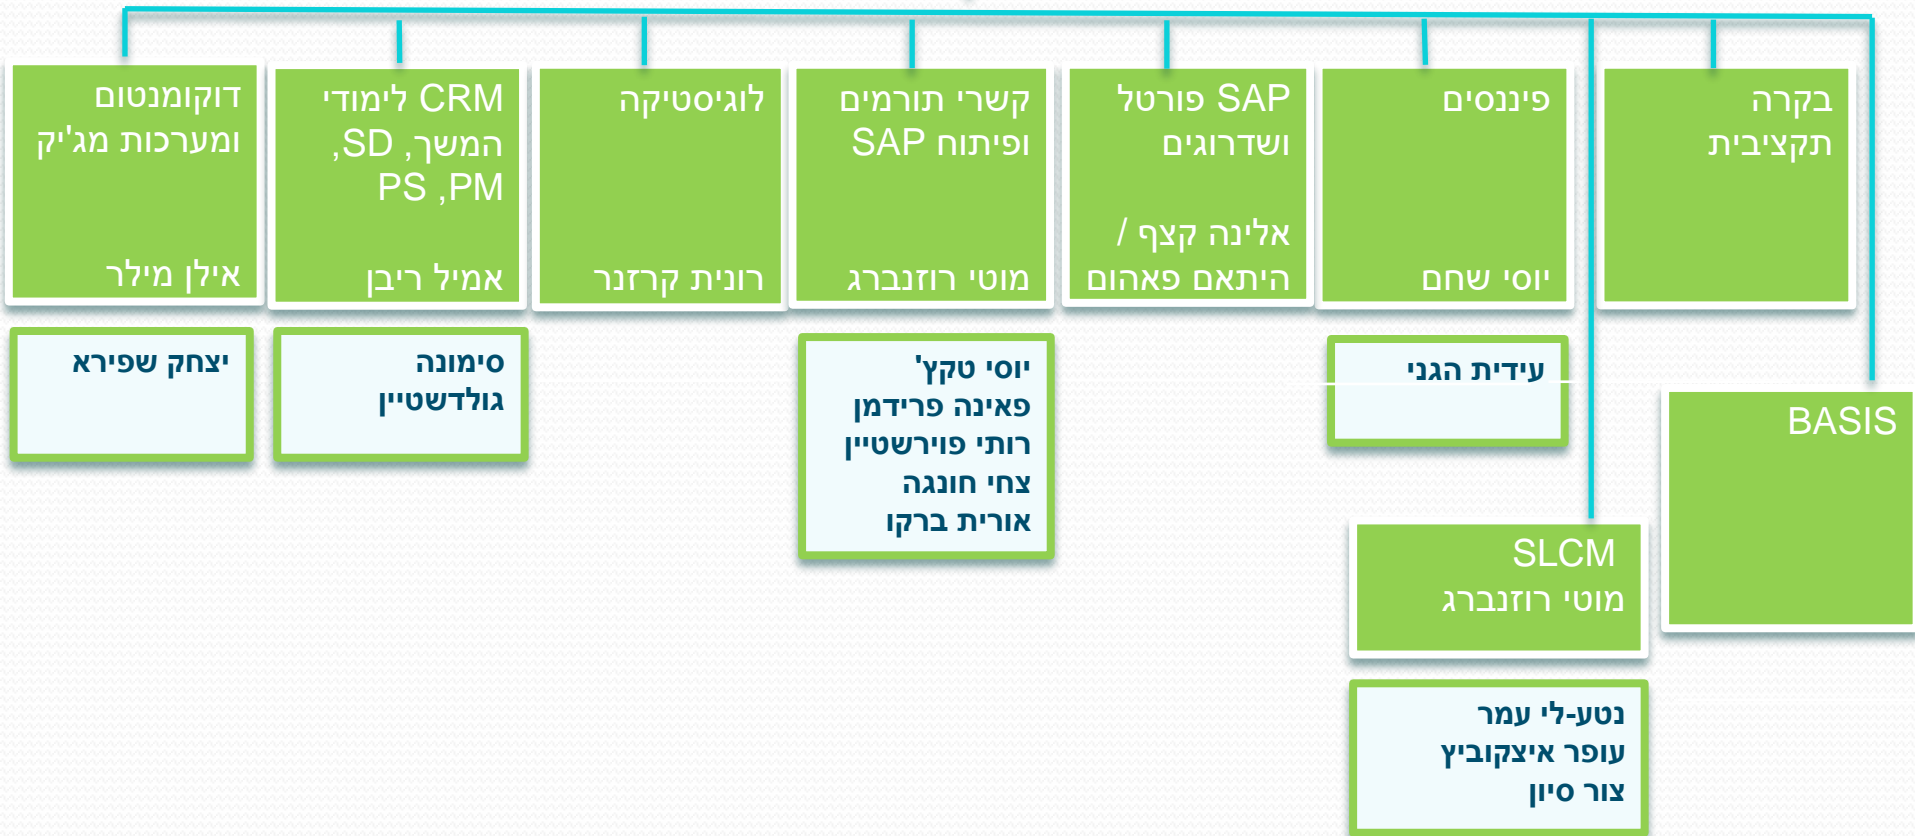 בקרה
תקציבית
פיננסים
יוסי שחם
SAP פורטל
ושדרוגים
אלינה קצף /
היתאם פאהום
קשרי תורמים
ופיתוח SAP
מוטי רוזנברג
לוגיסטיקה
רונית קרזנר
CRM לימודי
המשך, SD,
PM, PS
אמיל ריבן
דוקומנטום
ומערכות מג'יק
אילן מילר
עידית הגני
יוסי טקץ'
פאינה פרידמן
רותי פוירשטיין
צחי חונגה
אורית ברקו
סימונה
גולדשטיין
יצחק שפירא
BASIS
SLCM
מוטי רוזנברג
נטע-לי עמר
עופר איצקוביץ
צור סיון